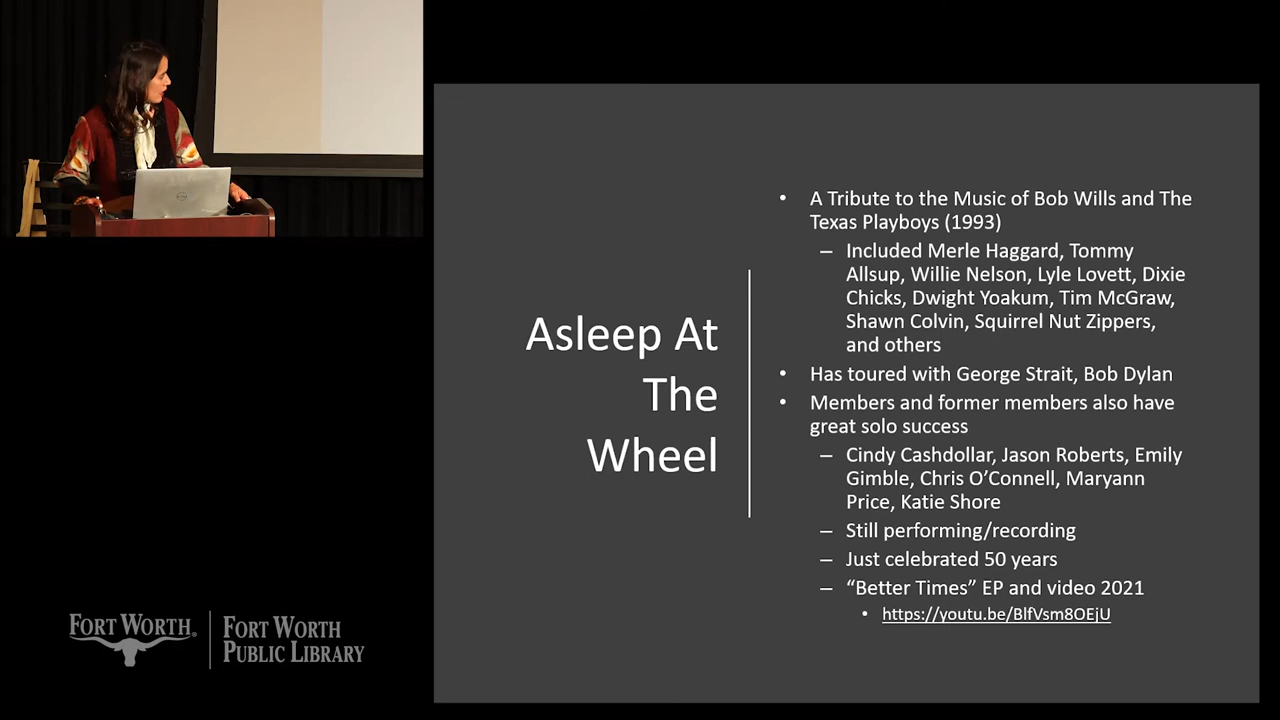 Asleep At
The
Wheel
• A Tribute to the Music of Bob Wills and The
Texas Playboys (1993)
– Included Merle Haggard, Tommy
Allsup, Willie Nelson, Lyle Lovett, Dixie
Chicks, Dwight Yoakum, Tim McGraw,
Shawn Colvin, Squirrel Nut Zippers,
and others
• Has toured with George Strait, Bob Dylan
• Members and former members also have
great solo success
– Cindy Cashdollar, Jason Roberts, Emily
Gimble, Chris O’Connell, Maryann
Price, Katie Shore
– Still performing/recording
– Just celebrated 50 years
– “Better Times” EP and video 2021
• https://youtu.be/BlfVsm8OEjU
FORT WORTH®
FORT WORTH
PUBLIC LIBRARY